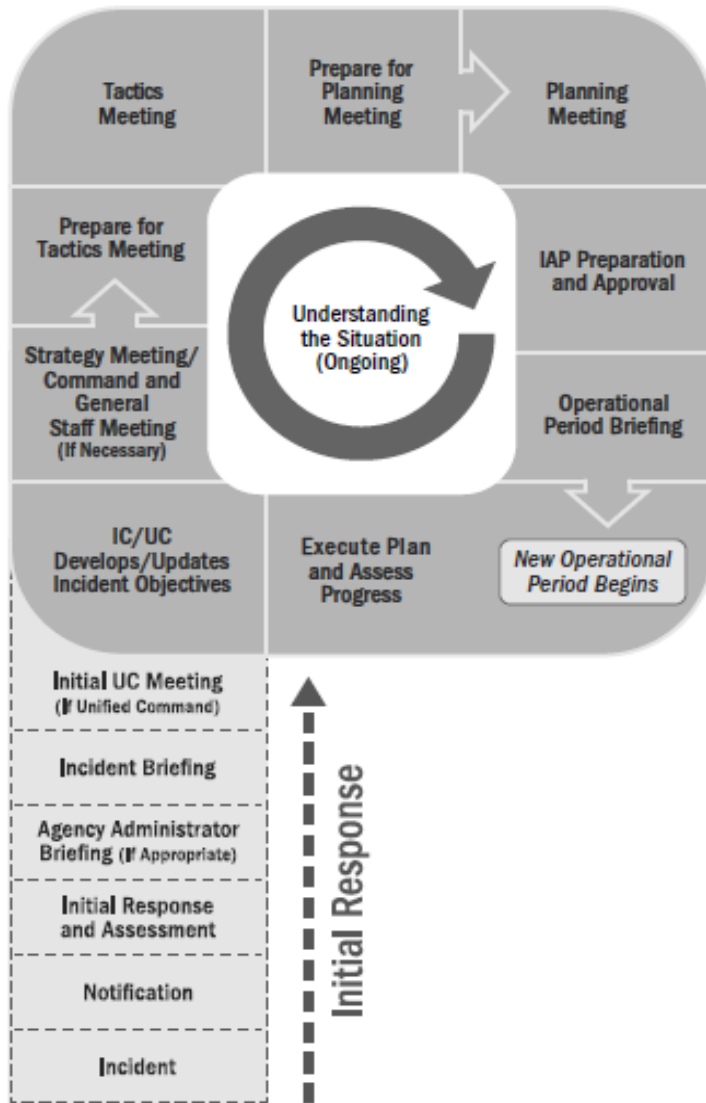 Tactics
Meeting
Prepare for
Planning
Meeting
Planning
Meeting
Prepare for
Tactics Meeting
IAP Preparation
and Approval
Understanding
the Situation
(Ongoing)
Strategy Meeting/
Command and
General
Staff Meeting
(If Necessary)
Operational
Period Briefing
IC/UC
Develops/Updates
Incident Objectives
Execute Plan
and Assess
Progress
New Operational
Period Begins
Initial UC Meeting
(If Unified Command)
Incident Briefing
Agency Administrator
Briefing (If Appropriate)
Initial Response
and Assessment
Notification
Incident
Initial Response